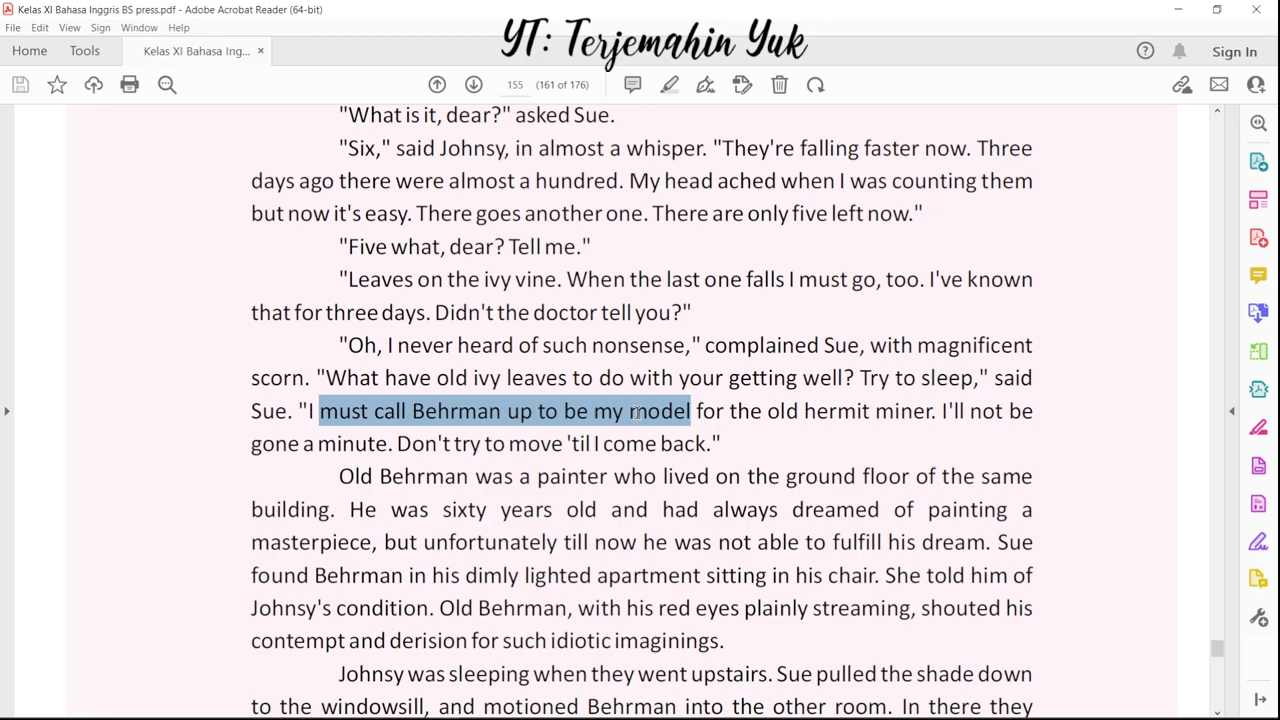 Kelas XI Bahasa Inggris BS press.pdf - Adobe Acrobat Reader (64-bit)
File Edit View Sign Window Help
YT: Terjemahin Yuk
Home Tools Kelas XI Bahasa Ing... × Sign In
155 (161 of 176)
"What is it, dear?" asked Sue.
"Six," said Johnsy, in almost a whisper. "They're falling faster now. Three
days ago there were almost a hundred. My head ached when I was counting them
but now it's easy. There goes another one. There are only five left now."
"Five what, dear? Tell me."
"Leaves on the ivy vine. When the last one falls I must go, too. I've known
that for three days. Didn't the doctor tell you?"
"Oh, I never heard of such nonsense," complained Sue, with magnificent
scorn. "What have old ivy leaves to do with your getting well? Try to sleep," said
Sue. "I must call Behrman up to be my model for the old hermit miner. I'll not be
gone a minute. Don't try to move 'til I come back."
Old Behrman was a painter who lived on the ground floor of the same
building. He was sixty years old and had always dreamed of painting a
masterpiece, but unfortunately till now he was not able to fulfill his dream. Sue
found Behrman in his dimly lighted apartment sitting in his chair. She told him of
Johnsy's condition. Old Behrman, with his red eyes plainly streaming, shouted his
contempt and derision for such idiotic imaginings.
Johnsy was sleeping when they went upstairs. Sue pulled the shade down
to the windowsill, and motioned Behrman into the other room. In there they